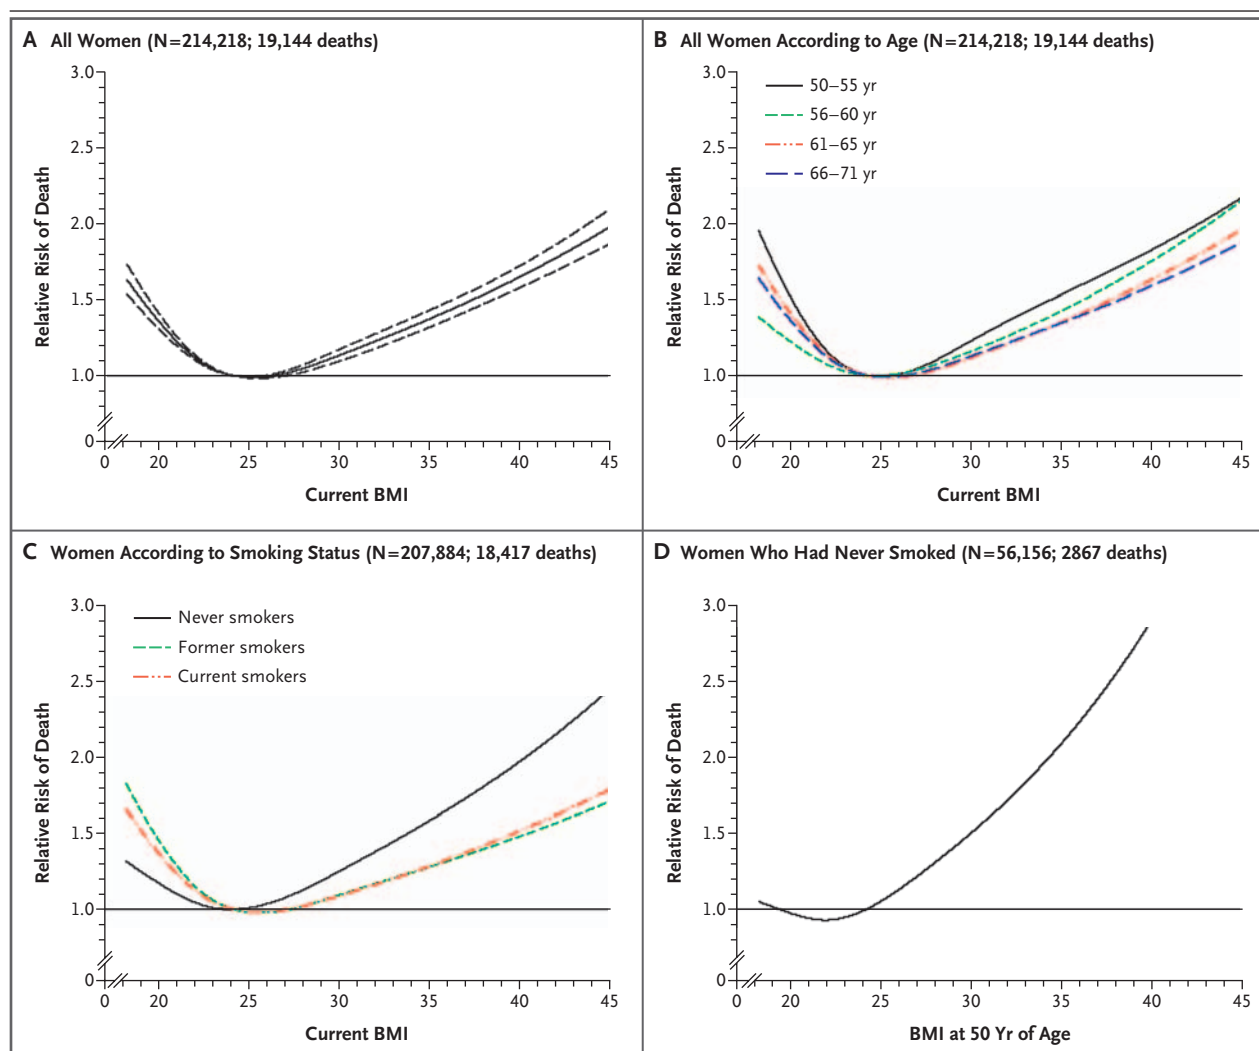 A All Women (N=214,218; 19,144 deaths)
3.0
2.5
2.0
1.5
1.0
0
Relative Risk of Death
0 20 25 30 35 40 45
Current BMI
B All Women According to Age (N=214,218; 19,144 deaths)
3.0
2.5
2.0
1.5
1.0
0
Relative Risk of Death
50–55 yr
56–60 yr
61–65 yr
66–71 yr
0 20 25 30 35 40 45
Current BMI
C Women According to Smoking Status (N=207,884; 18,417 deaths)
3.0
2.5
2.0
1.5
1.0
0
Relative Risk of Death
Never smokers
Former smokers
Current smokers
0 20 25 30 35 40 45
Current BMI
D Women Who Had Never Smoked (N=56,156; 2867 deaths)
3.0
2.5
2.0
1.5
1.0
0
Relative Risk of Death
0 20 25 30 35 40 45
BMI at 50 Yr of Age